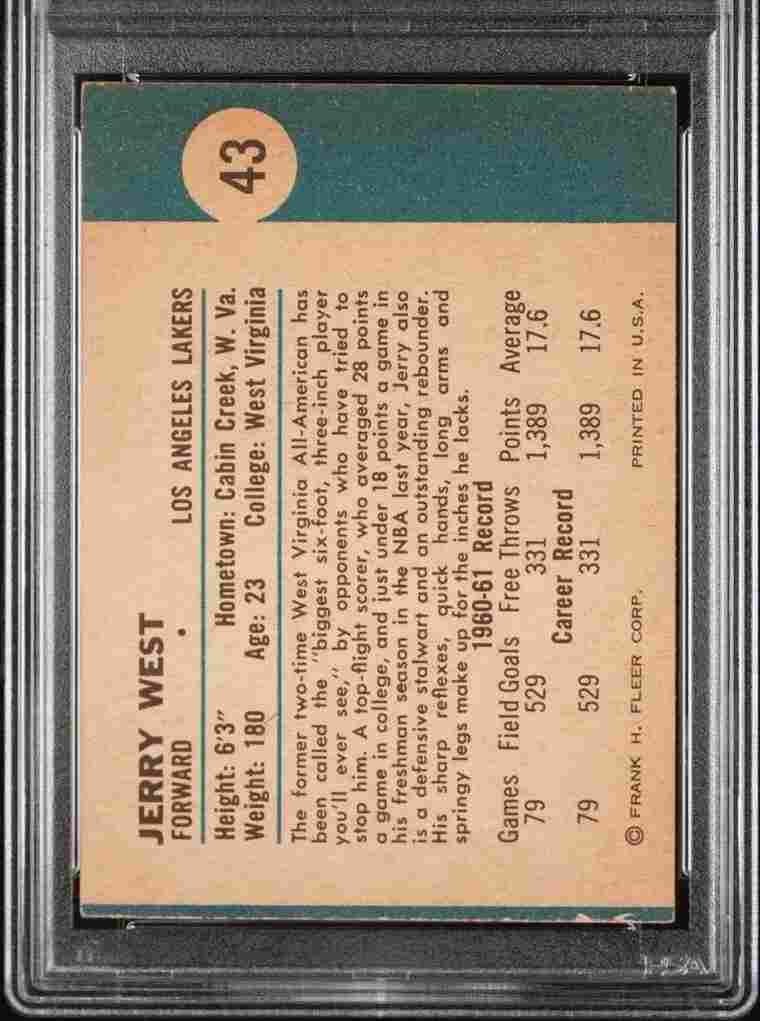 43
JERRY WEST
FORWARD • LOS ANGELES LAKERS
Height: 6'3" Hometown: Cabin Creek, W. Va.
Weight: 180 Age: 23 College: West Virginia
The former two-time West Virginia All-American has
been called the "biggest six-foot, three-inch player
you'll ever see," by opponents who have tried to
stop him. A top-flight scorer, who averaged 28 points
a game in college, and just under 18 points a game in
his freshman season in the NBA last year, Jerry also
is a defensive stalwart and an outstanding rebounder.
His sharp reflexes, quick hands, long arms and
springy legs make up for the inches he lacks.
1960-61 Record
Games Field Goals Free Throws Points Average
79 529 331 1,389 17.6
Career Record
79 529 331 1,389 17.6
© FRANK H. FLEER CORP. PRINTED IN U.S.A.